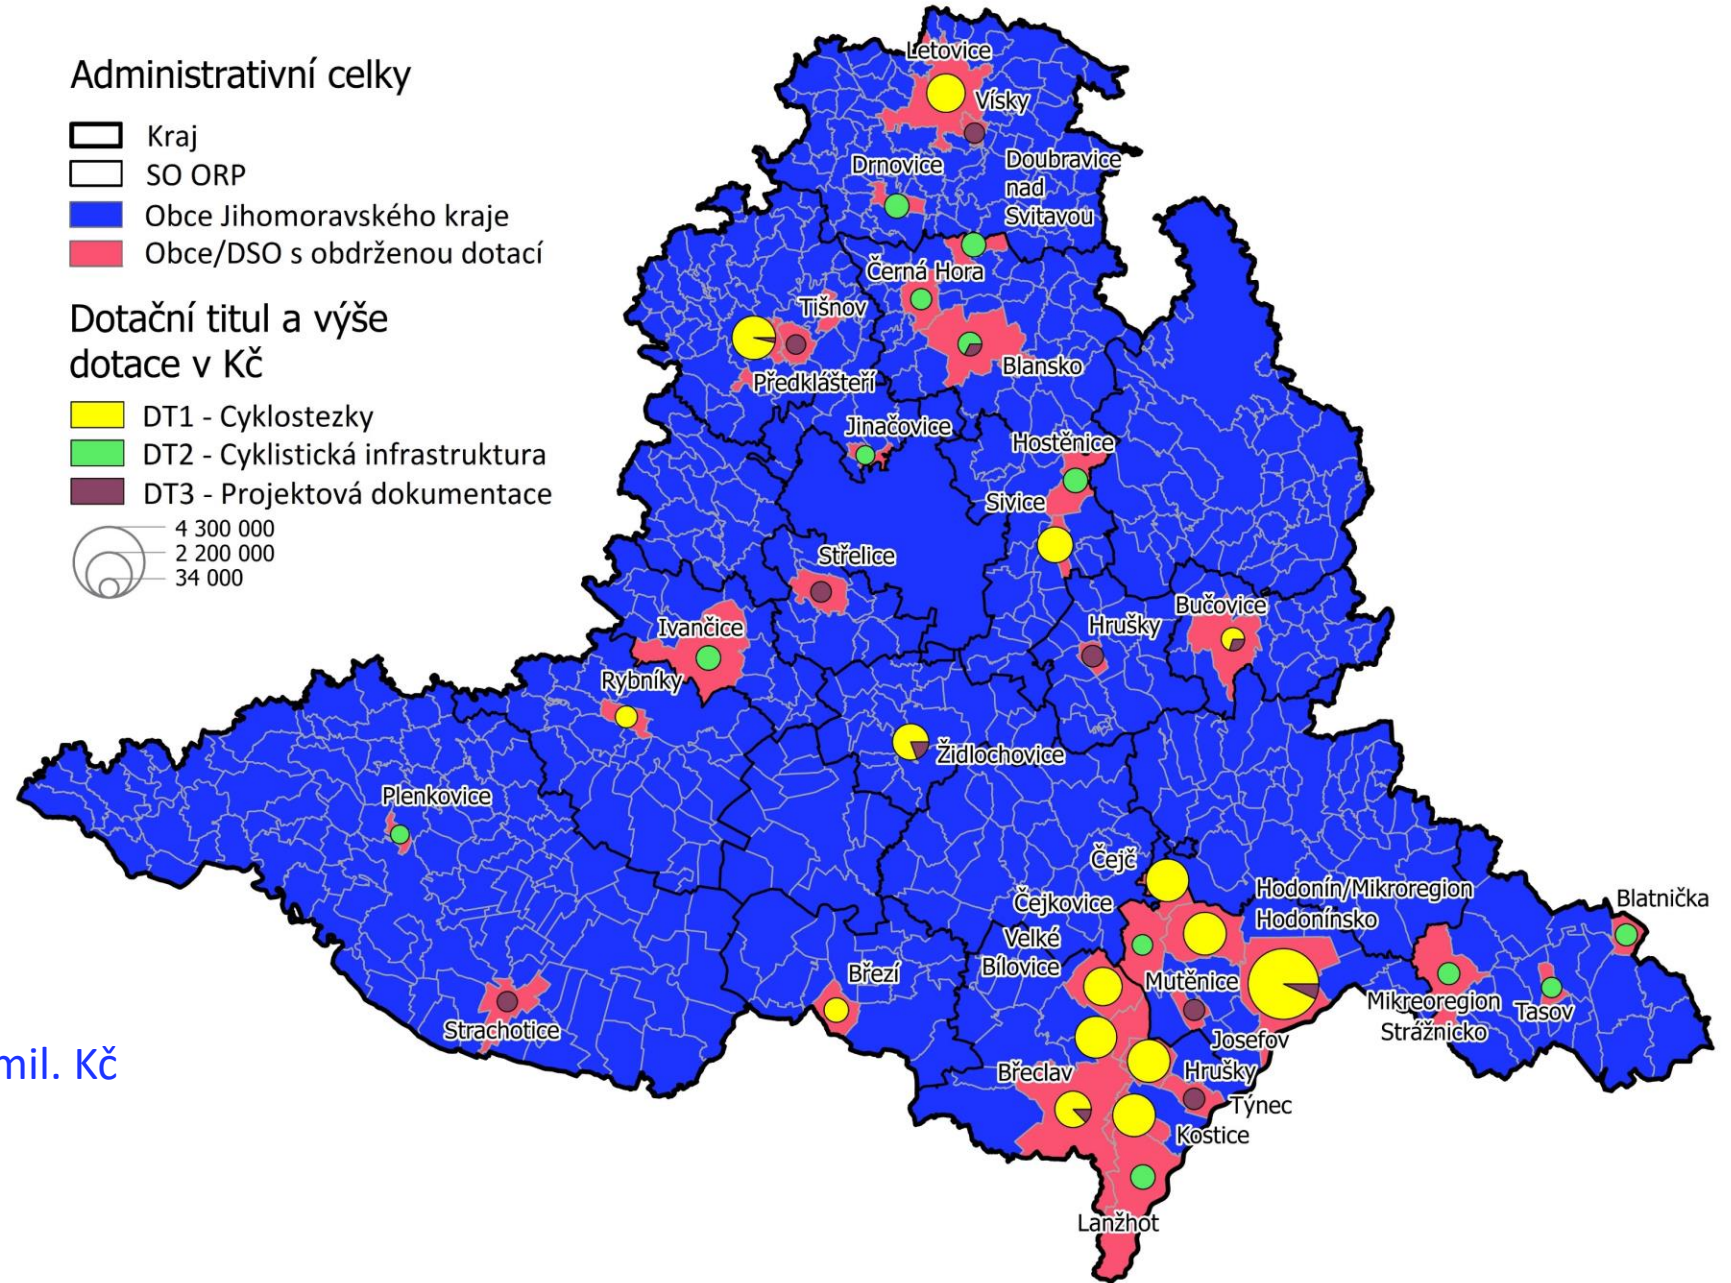 Administrativní celky
Kraj
SO ORP
Obce Jihomoravského kraje
Obce/DSO s obdrženou dotací
Dotační titul a výše
dotace v Kč
DT1 - Cyklostezky
DT2 - Cyklistická infrastruktura
DT3 - Projektová dokumentace
4 300 000
2 200 000
34 000
Letovice
Vísky
Drnovice
Doubravice
nad
Svitavou
Černá Hora
Tišnov
Blansko
Předklášteří
Jinačovice
Hostěnice
Sivice
Střelice
Bučovice
Hrušky
Ivančice
Rybníky
Židlochovice
Plenkovice
Čejč
Čejkovice
Hodonín/Mikroregion
Hodonínsko
Blatnička
Velké
Bílovice
Březí
Mutěnice
Mikreoregion
Strážnicko
Tasov
Strachotice
Josefov
Břeclav
Hrušky
Týnec
Kostice
Lanžhot
mil. Kč